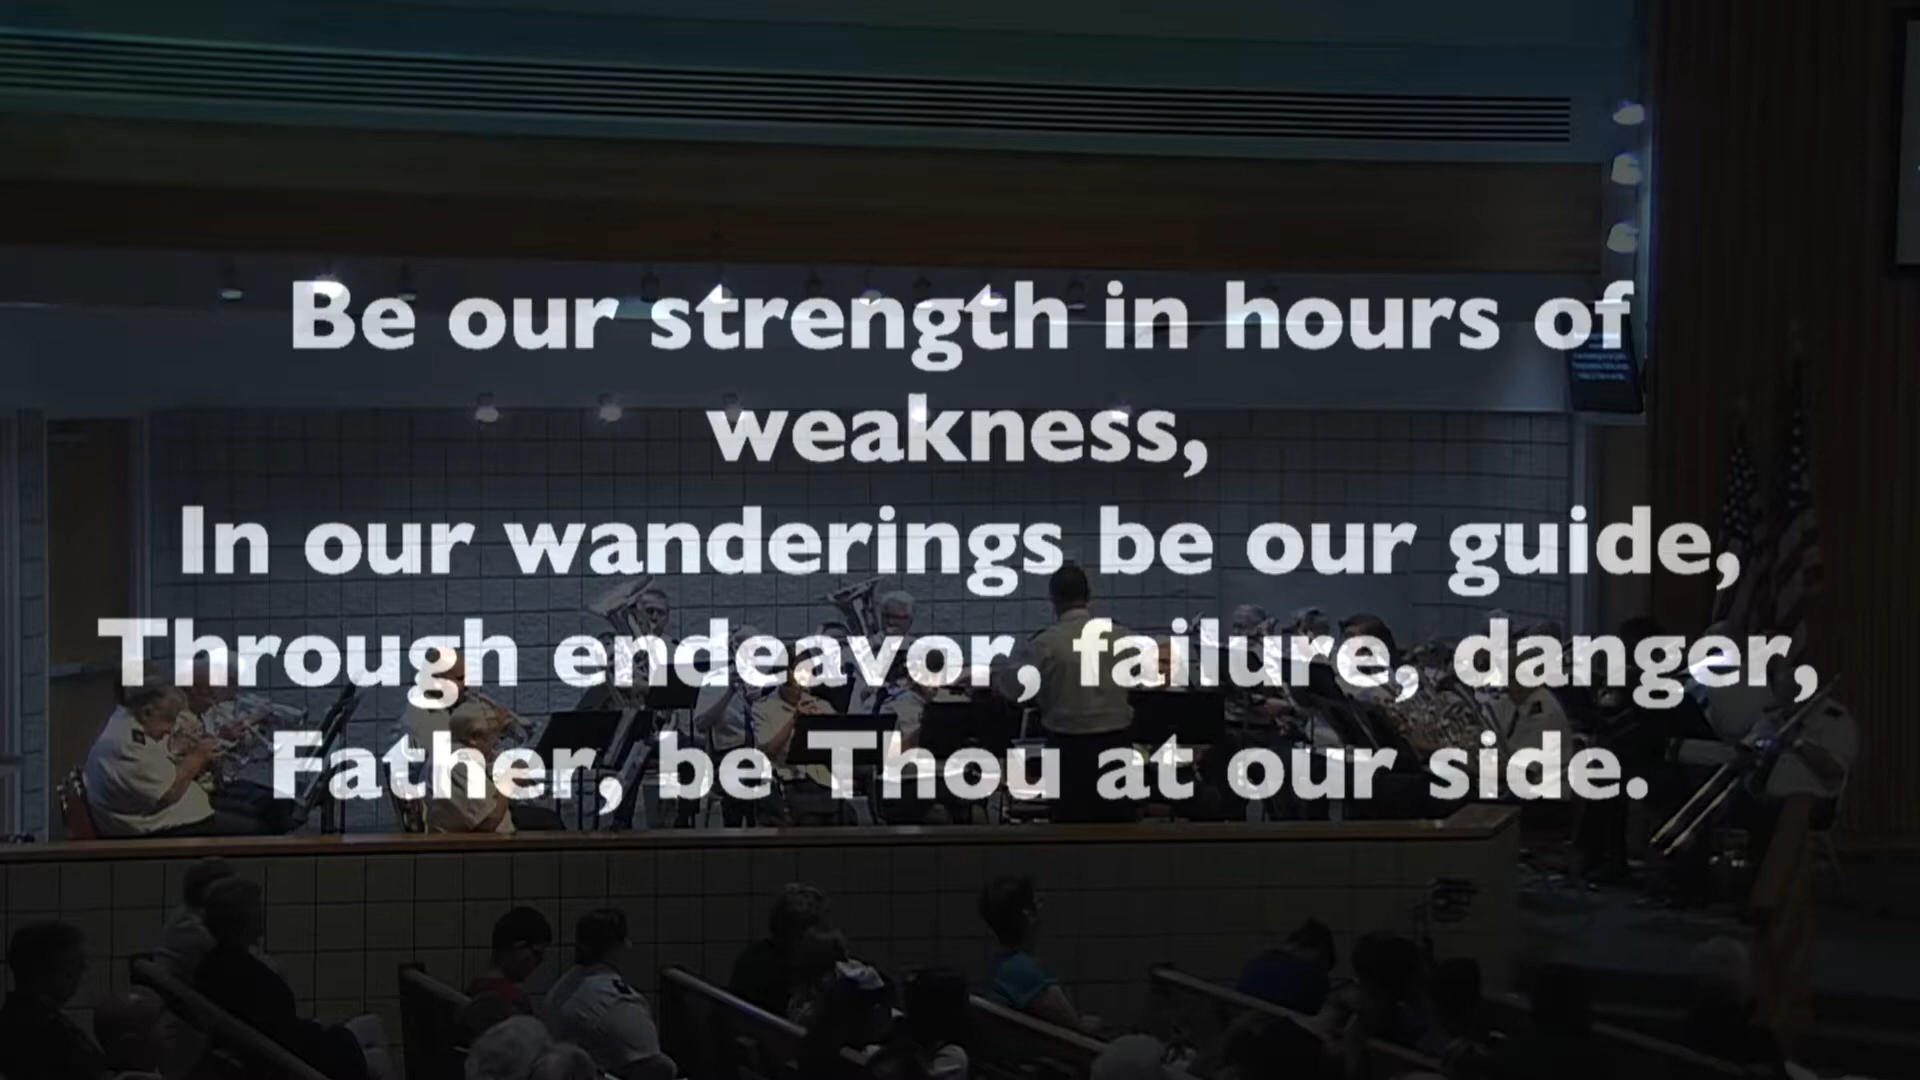 Be our strength in hours of
weakness,
In our wanderings be our guide,
Through endeavor, failure, danger,
Father, be Thou at our side.